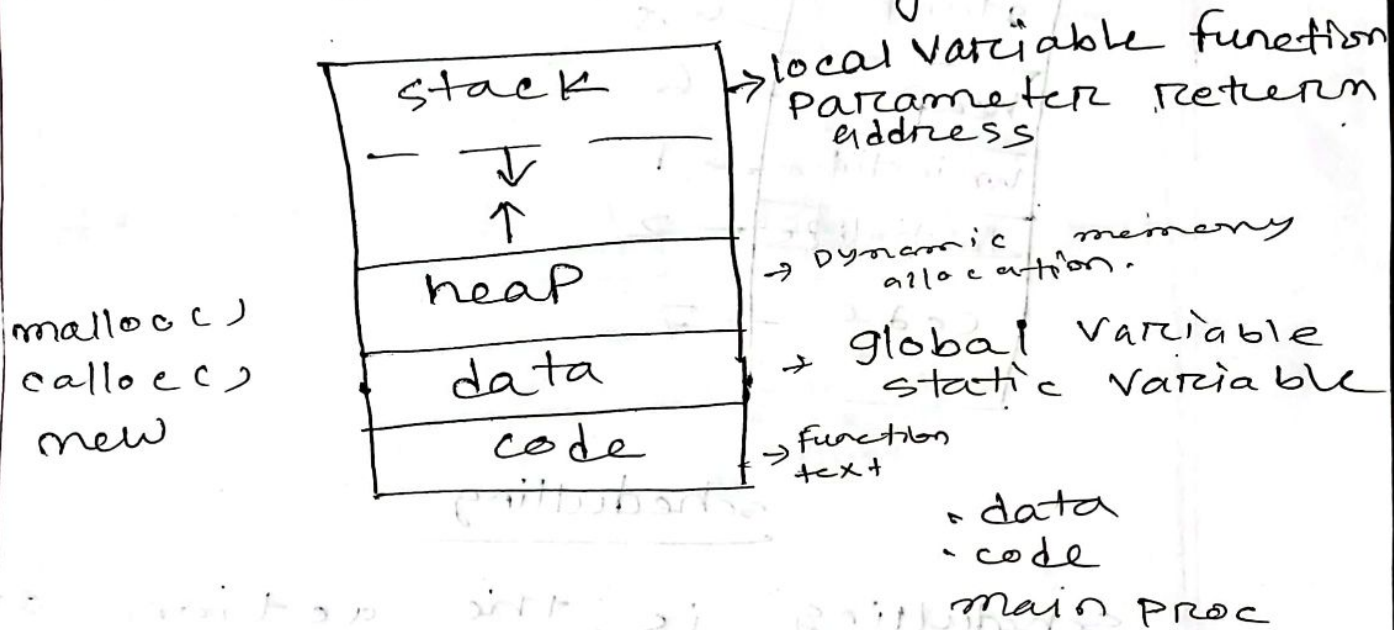 stack
→ local variable function
parameter return
address
heap
→ Dynamic memory
allocation.
malloc()
calloc()
new
data
→ global variable
static variable
code
→ function
text
. data
. code
main proc